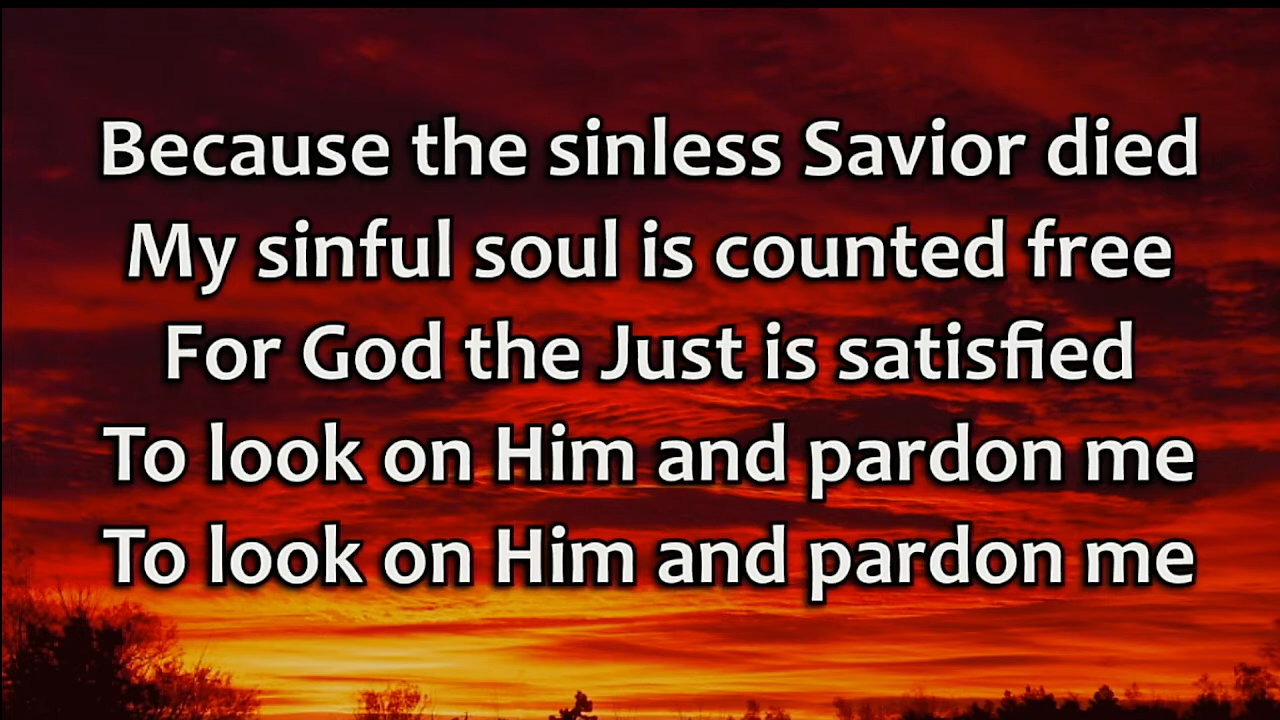 Because the sinless Savior died
My sinful soul is counted free
For God the Just is satisfied
To look on Him and pardon me
To look on Him and pardon me